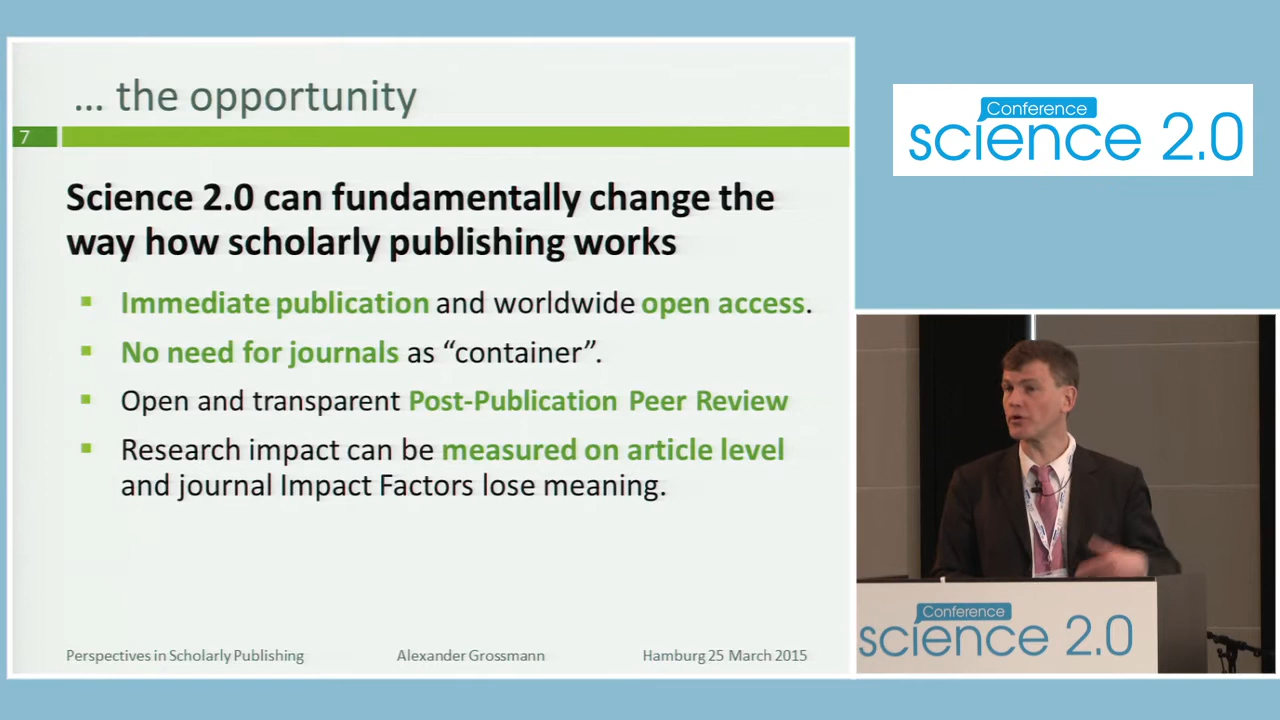 ... the opportunity
7
Science 2.0 can fundamentally change the
way how scholarly publishing works
Immediate publication and worldwide open access.
No need for journals as “container”.
Open and transparent Post-Publication Peer Review
Research impact can be measured on article level
and journal Impact Factors lose meaning.
Perspectives in Scholarly Publishing
Alexander Grossmann
Hamburg 25 March 2015
Conference
science 2.0
Conference
science 2.0